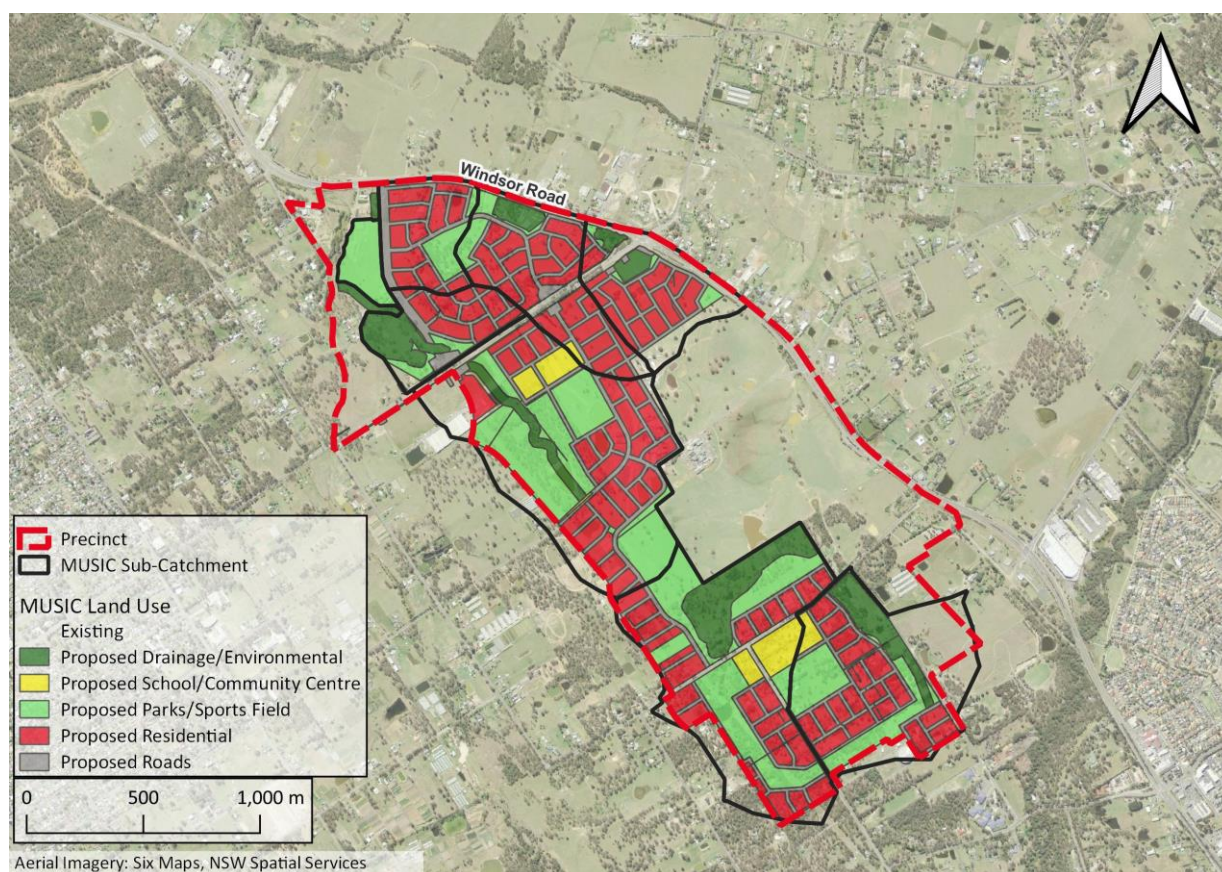 Windsor Road
Precinct
MUSIC Sub-Catchment
MUSIC Land Use
Existing
Proposed Drainage/Environmental
Proposed School/Community Centre
Proposed Parks/Sports Field
Proposed Residential
Proposed Roads
0 500 1,000 m
Aerial Imagery: Six Maps, NSW Spatial Services